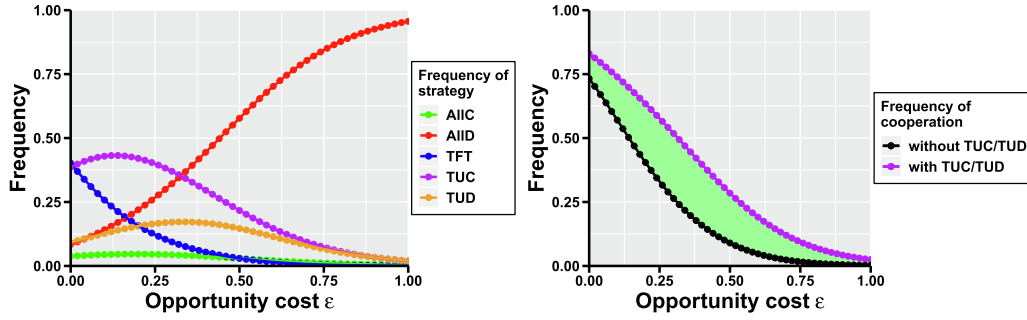 1.00
0.75
0.50
0.25
0.00
Frequency
0.00 0.25 0.50 0.75 1.00
Opportunity cost ε
Frequency of
strategy
AllC
AllD
TFT
TUC
TUD
1.00
0.75
0.50
0.25
0.00
Frequency
0.00 0.25 0.50 0.75 1.00
Opportunity cost ε
Frequency of
cooperation
without TUC/TUD
with TUC/TUD